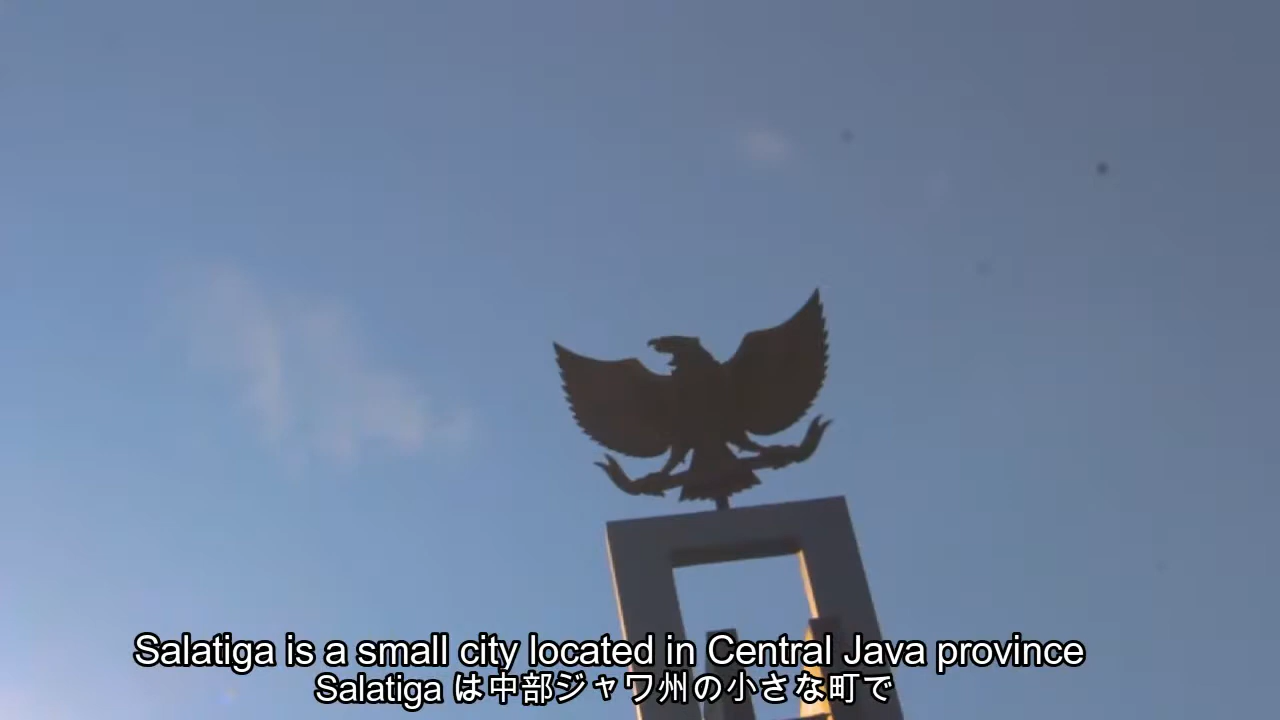 Salatiga is a small city located in Central Java province
Salatiga は中部ジャワ州の小さな町で